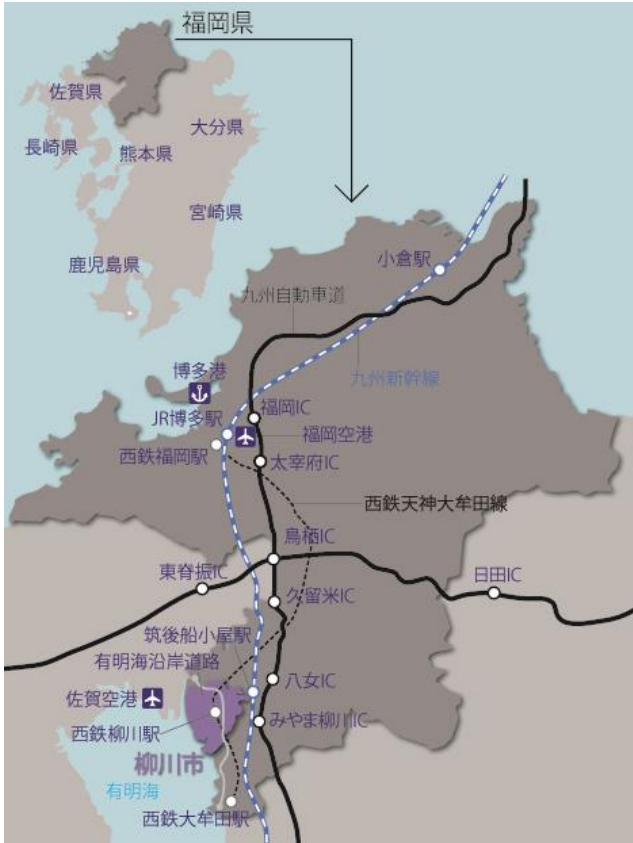 福岡県
佐賀県
大分県
長崎県
熊本県
宮崎県
鹿児島県
小倉駅
九州自動車道
九州新幹線
博多港
JR博多駅
福岡IC
福岡空港
西鉄福岡駅
太宰府IC
西鉄天神大牟田線
鳥栖IC
東脊振IC
日田IC
久留米IC
筑後船小屋駅
有明海沿岸道路
八女IC
佐賀空港
西鉄柳川駅
みやま柳川IC
柳川市
有明海
西鉄大牟田駅